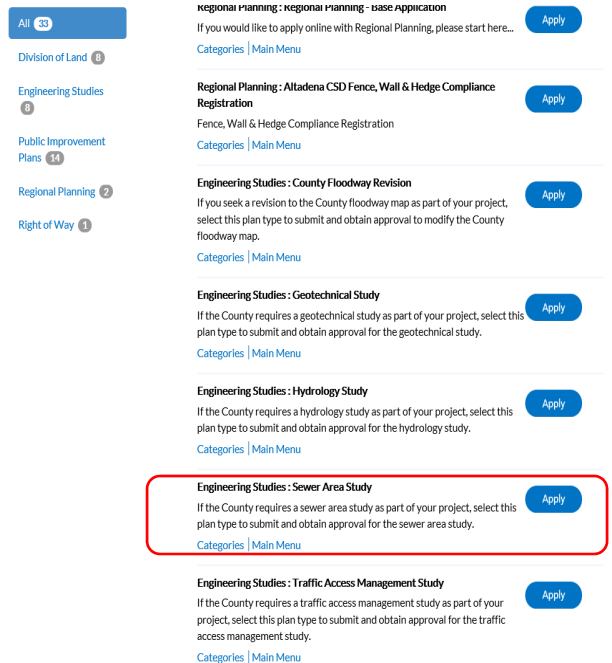 All 33
Division of Land 8
Engineering Studies
8
Public Improvement
Plans 14
Regional Planning 2
Right of Way 1
Regional Planning : Regional Planning - Base Application
If you would like to apply online with Regional Planning, please start here...
Categories | Main Menu
Apply
Regional Planning : Altadena CSD Fence, Wall & Hedge Compliance
Registration
Fence, Wall & Hedge Compliance Registration
Categories | Main Menu
Apply
Engineering Studies : County Floodway Revision
If you seek a revision to the County floodway map as part of your project,
select this plan type to submit and obtain approval to modify the County
floodway map.
Categories | Main Menu
Apply
Engineering Studies : Geotechnical Study
If the County requires a geotechnical study as part of your project, select this
plan type to submit and obtain approval for the geotechnical study.
Categories | Main Menu
Apply
Engineering Studies : Hydrology Study
If the County requires a hydrology study as part of your project, select this
plan type to submit and obtain approval for the hydrology study.
Categories | Main Menu
Apply
Engineering Studies : Sewer Area Study
If the County requires a sewer area study as part of your project, select this
plan type to submit and obtain approval for the sewer area study.
Categories | Main Menu
Apply
Engineering Studies : Traffic Access Management Study
If the County requires a traffic access management study as part of your
project, select this plan type to submit and obtain approval for the traffic
access management study.
Categories | Main Menu
Apply